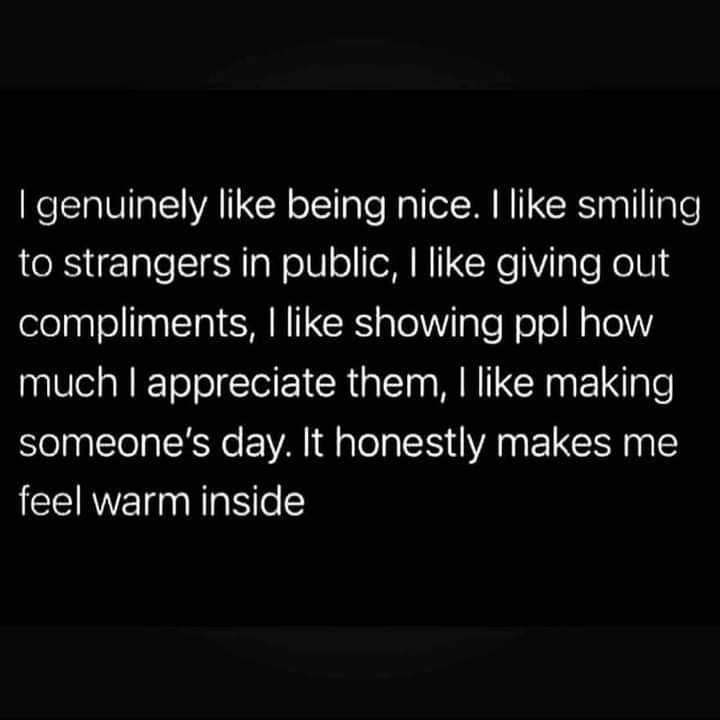 I genuinely like being nice. I like smiling
to strangers in public, I like giving out
compliments, I like showing ppl how
much I appreciate them, I like making
someone's day. It honestly makes me
feel warm inside